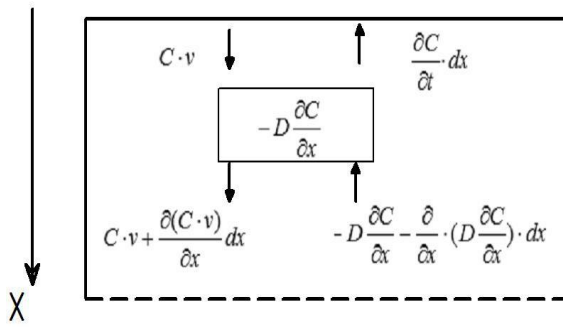 C·v
∂C/∂t·dx
-D ∂C/∂x
C·v+ ∂(C·v)/∂x dx
-D ∂C/∂x - ∂/∂x·(D ∂C/∂x)·dx
X